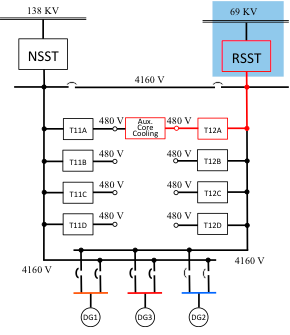 138 KV
69 KV
NSST
RSST
4160 V
T11A
480 V
Aux.
Core
Cooling
480 V
T12A
T11B
480 V
480 V
T12B
T11C
480 V
480 V
T12C
T11D
480 V
480 V
T12D
4160 V
4160 V
DG1
DG3
DG2